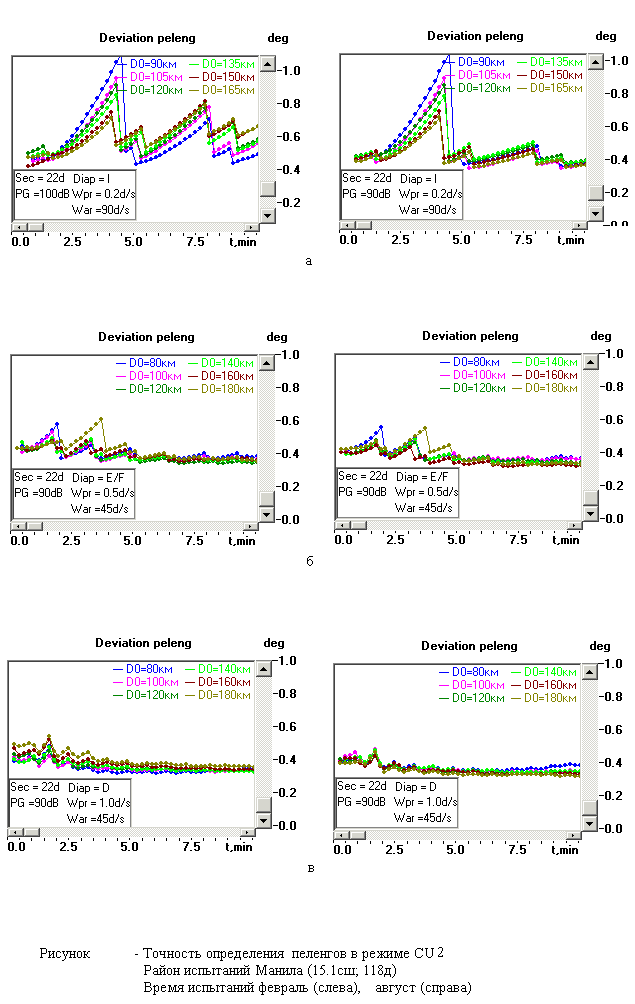 Deviation peleng deg
D0=90км D0=135км
D0=105км D0=150км
D0=120км D0=165км
1.0
0.8
0.6
0.4
0.2
Sec = 22d Diap = I
PG =100dB Wpr = 0.2d/s
War =90d/s
0.0 2.5 5.0 7.5 t,min
Deviation peleng deg
D0=90км D0=135км
D0=105км D0=150км
D0=120км D0=165км
1.0
0.8
0.6
0.4
0.2
0.0
Sec = 22d Diap = I
PG =90dB Wpr = 0.2d/s
War =90d/s
0.0 2.5 5.0 7.5 t,min
а
Deviation peleng deg
D0=80км D0=140км
D0=100км D0=160км
D0=120км D0=180км
1.0
0.8
0.6
0.4
0.2
0.0
Sec = 22d Diap = E/F
PG =90dB Wpr = 0.5d/s
War =45d/s
0.0 2.5 5.0 7.5 t,min
Deviation peleng deg
D0=80км D0=140км
D0=100км D0=160км
D0=120км D0=180км
1.0
0.8
0.6
0.4
0.2
0.0
Sec = 22d Diap = E/F
PG =90dB Wpr = 0.5d/s
War =45d/s
0.0 2.5 5.0 7.5 t,min
б
Deviation peleng deg
D0=80км D0=140км
D0=100км D0=160км
D0=120км D0=180км
1.0
0.8
0.6
0.4
0.2
0.0
Sec = 22d Diap = D
PG =90dB Wpr = 1.0d/s
War =45d/s
0.0 2.5 5.0 7.5 t,min
Deviation peleng deg
D0=80км D0=140км
D0=100км D0=160км
D0=120км D0=180км
1.0
0.8
0.6
0.4
0.2
0.0
Sec = 22d Diap = D
PG =90dB Wpr = 1.0d/s
War =45d/s
0.0 2.5 5.0 7.5 t,min
в
Рисунок - Точность определения пеленгов в режиме CU2
Район испытаний Манила (15.1сш; 118д)
Время испытаний февраль (слева), август (справа)